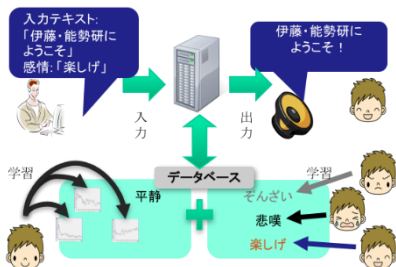 入力テキスト:
「伊藤・能勢研に
ようこそ」
感情:「楽しげ」
伊藤・能勢研に
ようこそ!
入力
出力
データベース
学習
学習
平静
ぞんざい
悲嘆
楽しげ